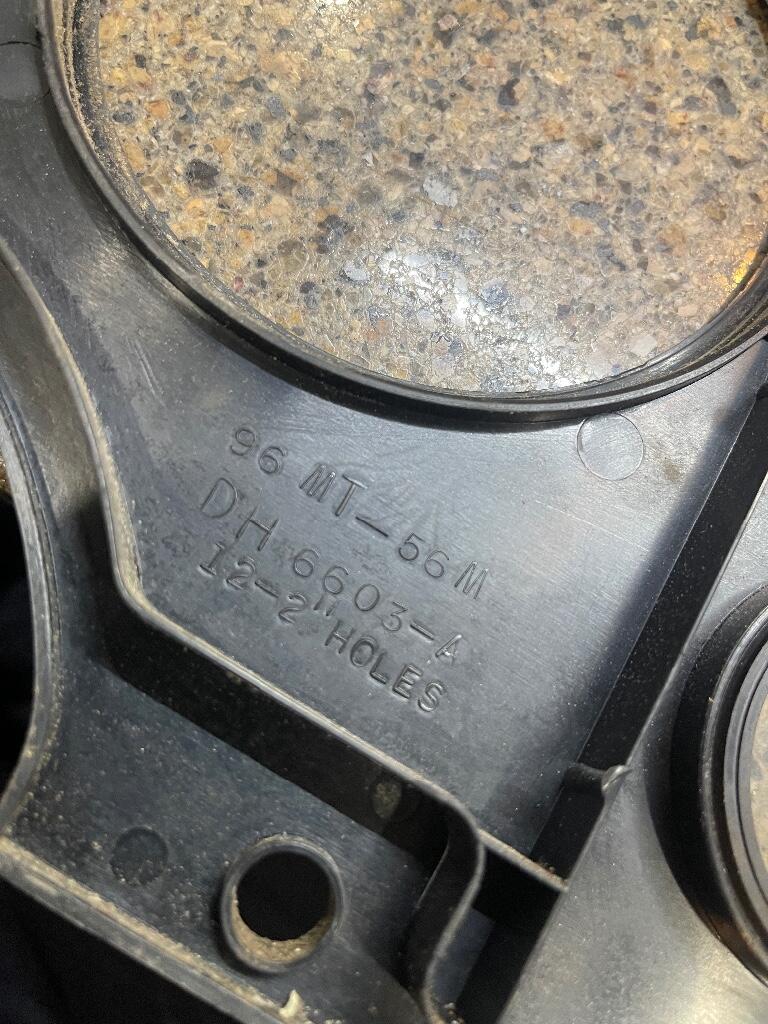 96 MT-56M
DH 6603-A
12-2" HOLES